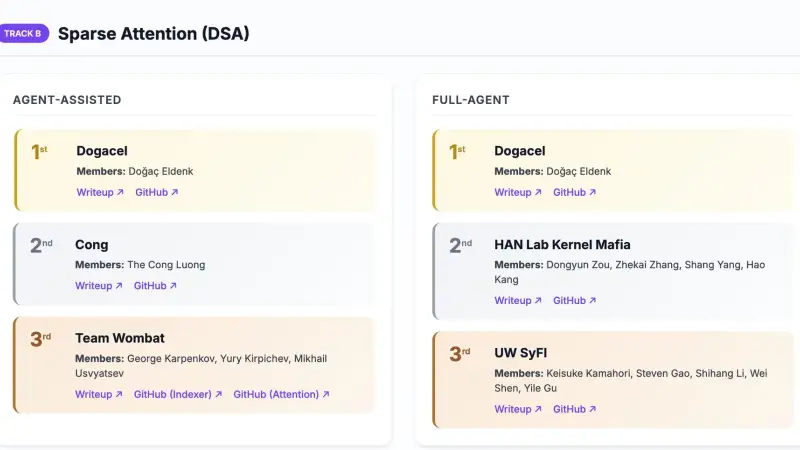 TRACK B
Sparse Attention (DSA)
AGENT-ASSISTED
1st
Dogacel
Members: Doğaç Eldenk
Writeup ↗ GitHub ↗
2nd
Cong
Members: The Cong Luong
Writeup ↗ GitHub ↗
3rd
Team Wombat
Members: George Karpenkov, Yury Kirpichev, Mikhail
Usvyatsev
Writeup ↗ GitHub (Indexer) ↗ GitHub (Attention) ↗
FULL-AGENT
1st
Dogacel
Members: Doğaç Eldenk
Writeup ↗ GitHub ↗
2nd
HAN Lab Kernel Mafia
Members: Dongyun Zou, Zhekai Zhang, Shang Yang, Hao
Kang
Writeup ↗ GitHub ↗
3rd
UW SyFI
Members: Keisuke Kamahori, Steven Gao, Shihang Li, Wei
Shen, Yile Gu
Writeup ↗ GitHub ↗